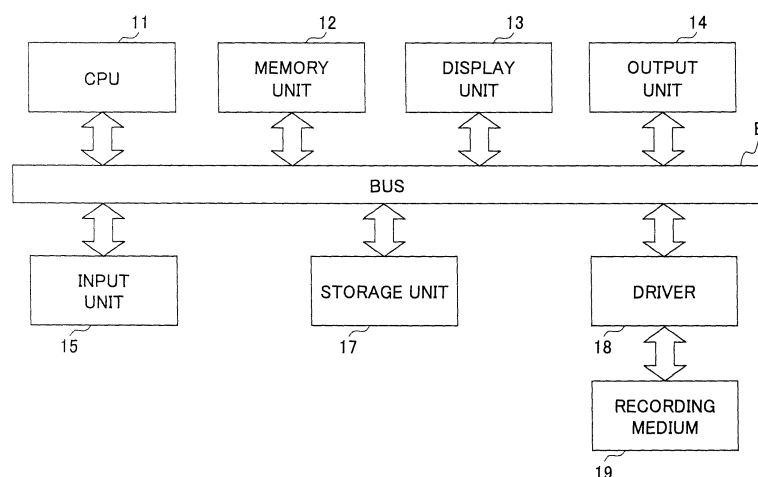 11
12
13
14
CPU
MEMORY
UNIT
DISPLAY
UNIT
OUTPUT
UNIT
BUS
INPUT
UNIT
STORAGE UNIT
DRIVER
15
17
18
RECORDING
MEDIUM
19